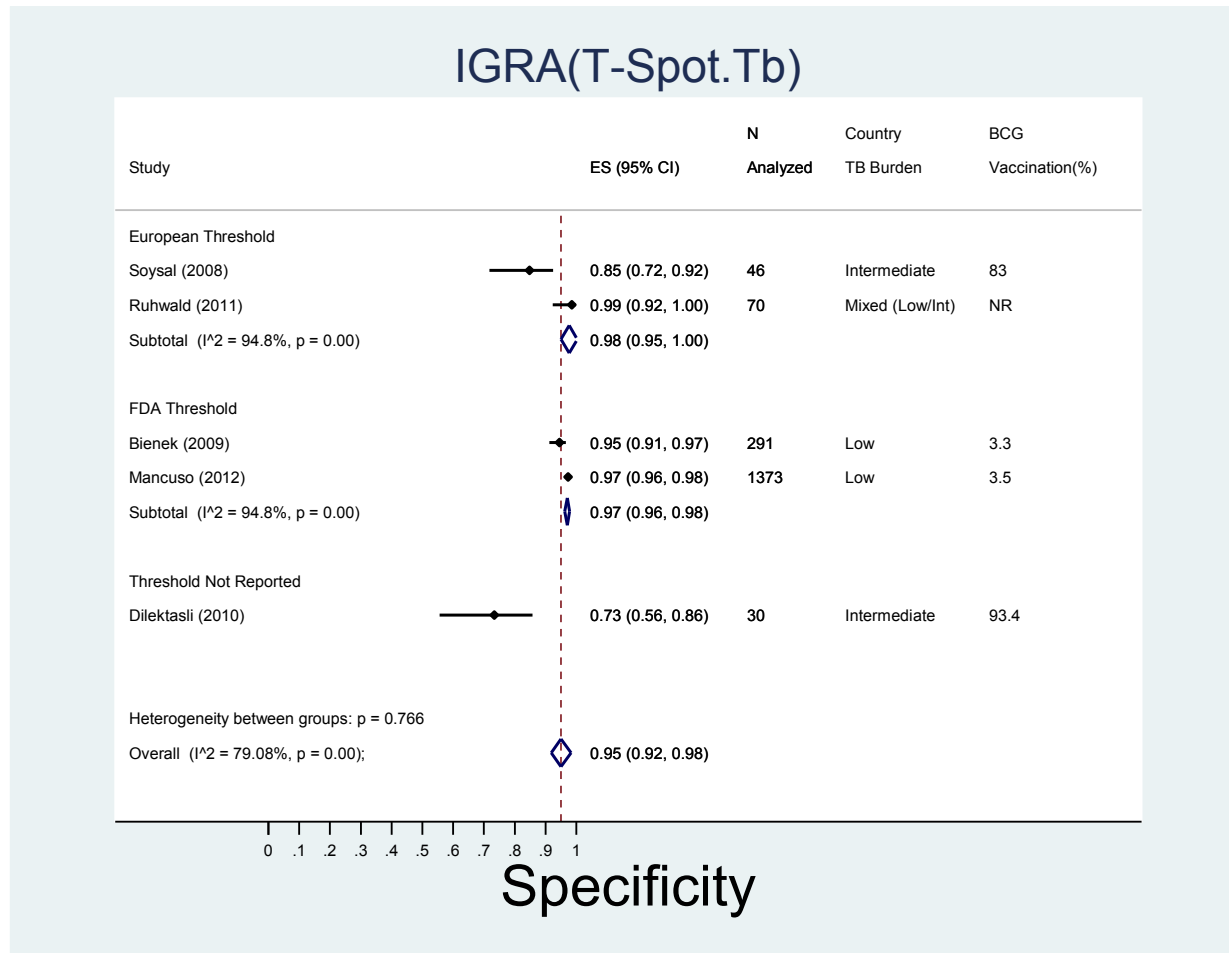 IGRA(T-Spot.Tb)
N Country BCG
Study ES (95% CI) Analyzed TB Burden Vaccination(%)
European Threshold
Soysal (2008) 0.85 (0.72, 0.92) 46 Intermediate 83
Ruhwald (2011) 0.99 (0.92, 1.00) 70 Mixed (Low/Int) NR
Subtotal (I^2 = 94.8%, p = 0.00) 0.98 (0.95, 1.00)
FDA Threshold
Bienek (2009) 0.95 (0.91, 0.97) 291 Low 3.3
Mancuso (2012) 0.97 (0.96, 0.98) 1373 Low 3.5
Subtotal (I^2 = 94.8%, p = 0.00) 0.97 (0.96, 0.98)
Threshold Not Reported
Dilektasli (2010) 0.73 (0.56, 0.86) 30 Intermediate 93.4
Heterogeneity between groups: p = 0.766
Overall (I^2 = 79.08%, p = 0.00); 0.95 (0.92, 0.98)
0 .1 .2 .3 .4 .5 .6 .7 .8 .9 1
Specificity